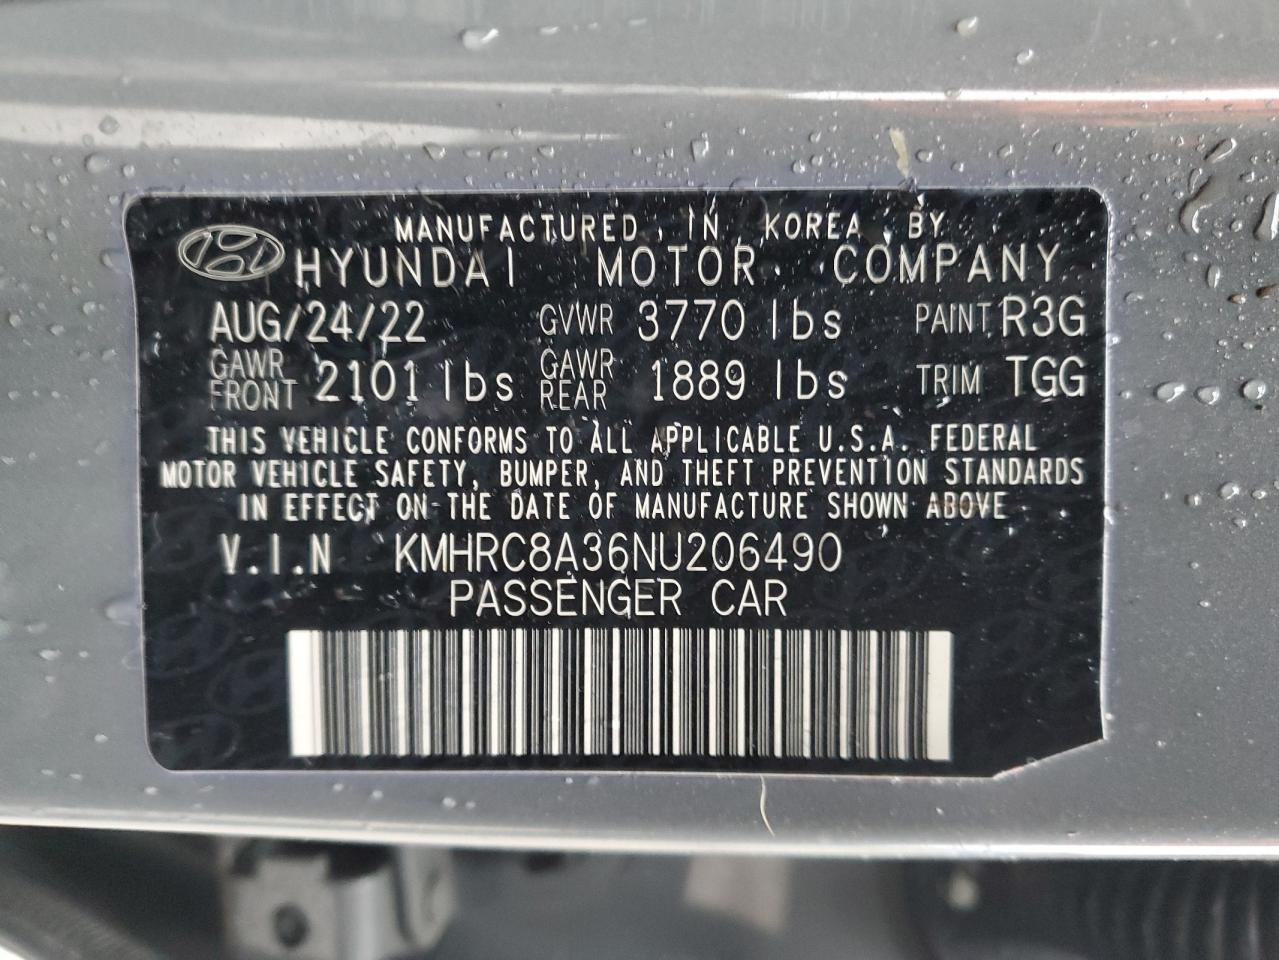 MANUFACTURED IN KOREA BY
HYUNDAI MOTOR COMPANY
AUG/24/22 GVWR 3770 lbs PAINT R3G
GAWR FRONT 2101 lbs GAWR REAR 1889 lbs TRIM TGG
THIS VEHICLE CONFORMS TO ALL APPLICABLE U.S.A. FEDERAL
MOTOR VEHICLE SAFETY, BUMPER, AND THEFT PREVENTION STANDARDS
IN EFFECT ON THE DATE OF MANUFACTURE SHOWN ABOVE
V.I.N KMHRC8A36NU206490
PASSENGER CAR